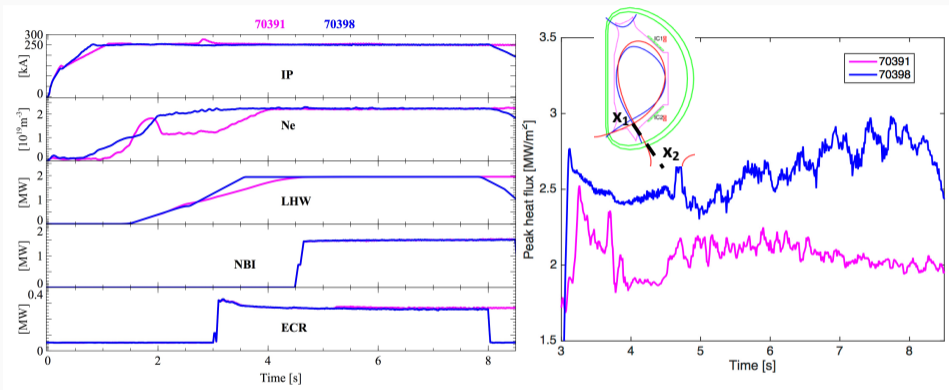 70391 70398
300
250
[kA]
0
IP
2
1
0
[10¹⁹m⁻³]
Ne
2
1
0
[MW]
LHW
2
1
0
[MW]
NBI
0.4
0
[MW]
ECR
0 2 4 6 8
Time [s]
3.5
3
2.5
2
1.5
Peak heat flux [MW/m²]
IC1
IC2
X₁
X₂
70391
70398
3 4 5 6 7 8
Time [s]